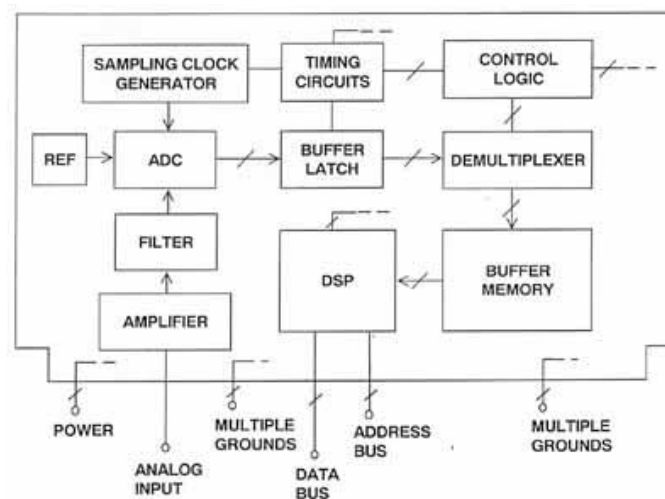 SAMPLING CLOCK
GENERATOR
TIMING
CIRCUITS
CONTROL
LOGIC
REF
ADC
BUFFER
LATCH
DEMULTIPLEXER
FILTER
DSP
BUFFER
MEMORY
AMPLIFIER
POWER
MULTIPLE
GROUNDS
ADDRESS
BUS
MULTIPLE
GROUNDS
ANALOG
INPUT
DATA
BUS